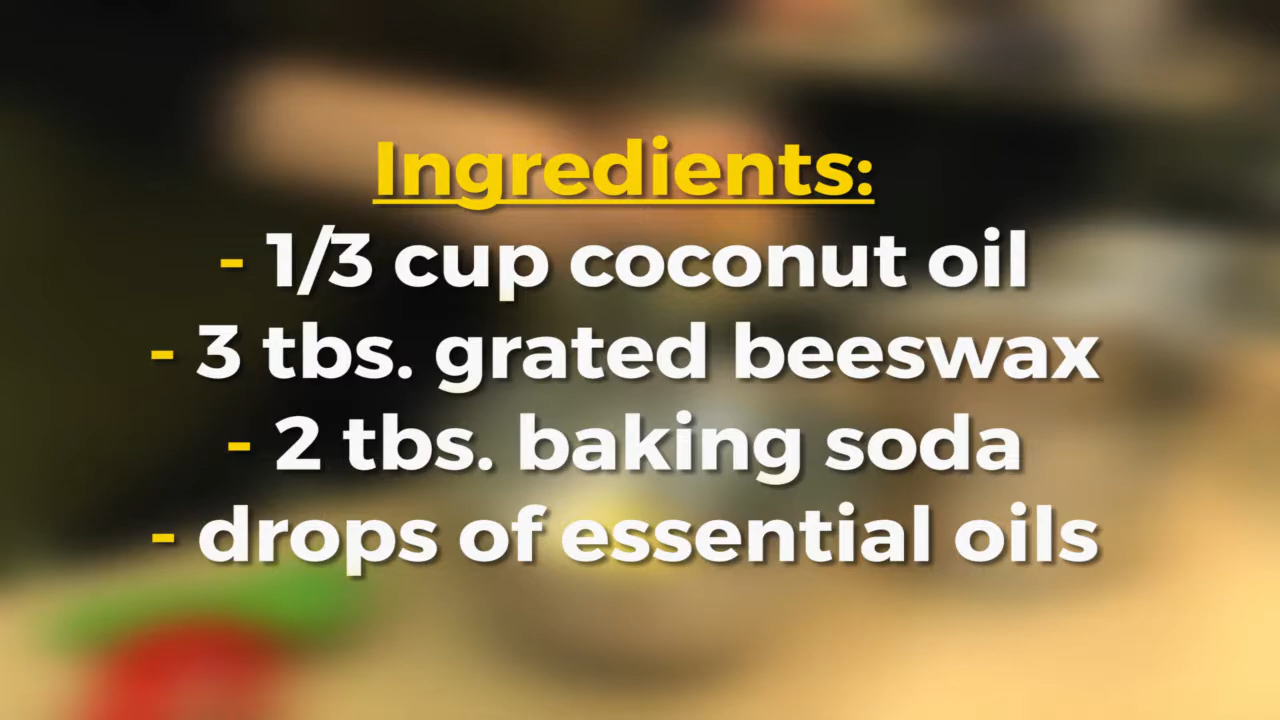 Ingredients:
- 1/3 cup coconut oil
- 3 tbs. grated beeswax
- 2 tbs. baking soda
- drops of essential oils